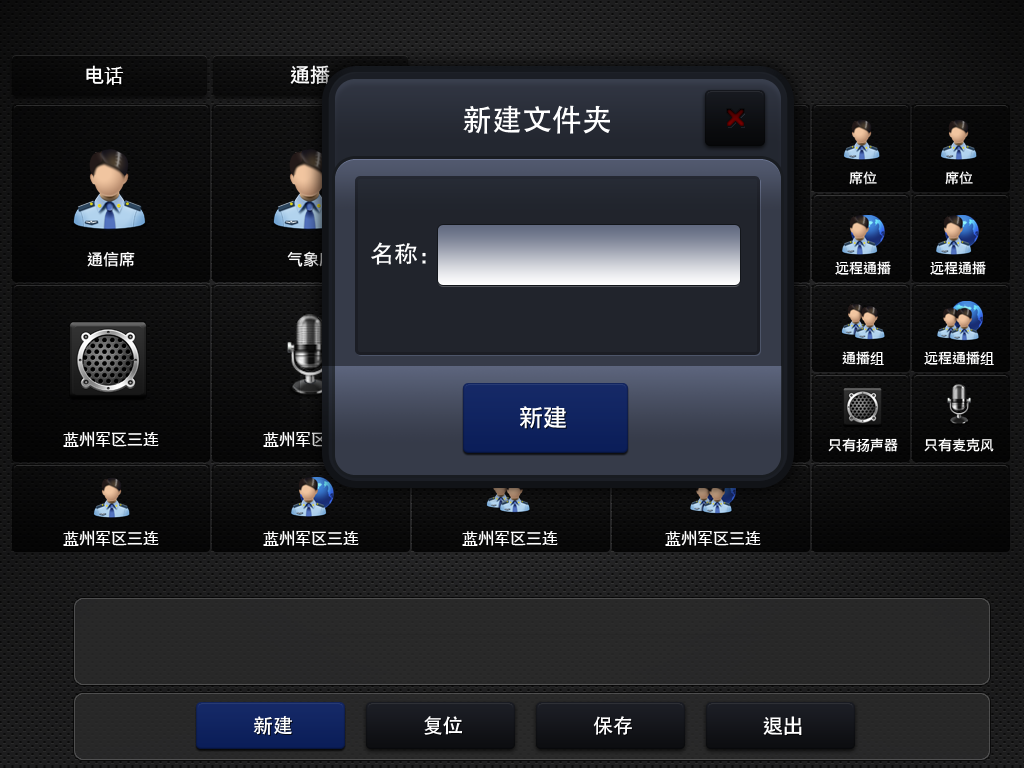 电话
通播
新建文件夹
名称：
新建
通信席
气象
席位
席位
远程通播
远程通播
蓝州军区三连
蓝州军区
通播组
远程通播组
只有扬声器
只有麦克风
蓝州军区三连
蓝州军区三连
蓝州军区三连
蓝州军区三连
新建
复位
保存
退出